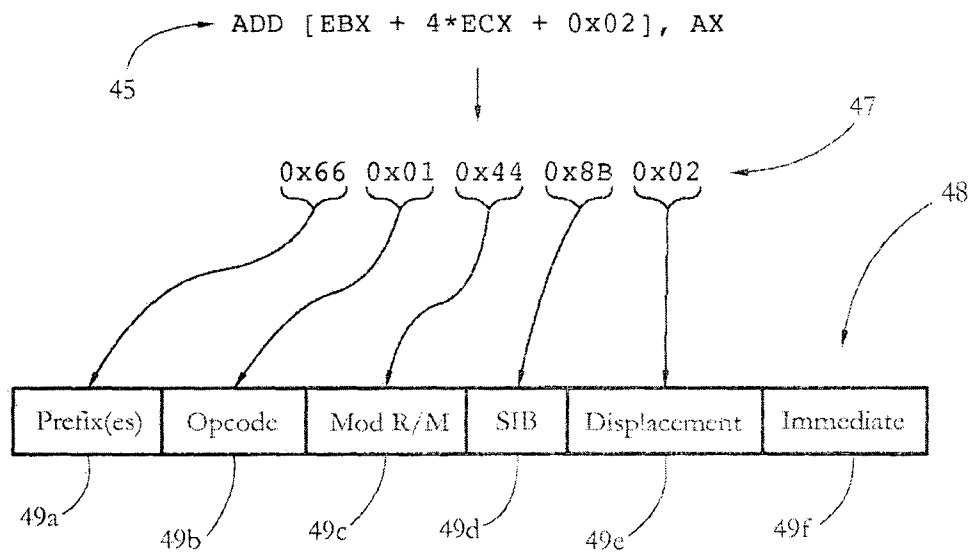 ADD [EBX + 4*ECX + 0x02], AX
45
47
0x66 0x01 0x44 0x8B 0x02
48
Prefix(es) Opcode Mod R/M SIB Displacement Immediate
49a 49b 49c 49d 49e 49f